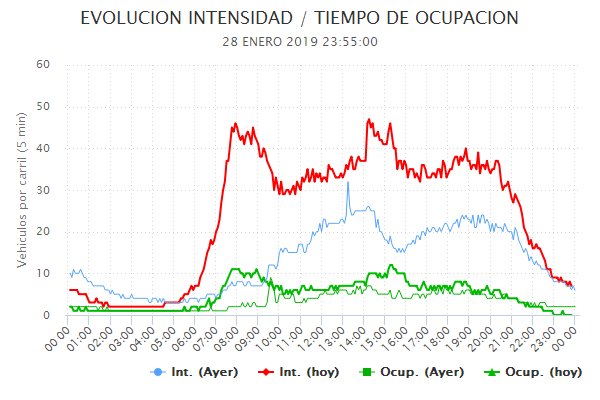 EVOLUCION INTENSIDAD / TIEMPO DE OCUPACION
28 ENERO 2019 23:55:00
Vehículos por carril (5 min)
60
50
40
30
20
10
0
00:00 01:00 02:00 03:00 04:00 05:00 06:00 07:00 08:00 09:00 10:00 11:00 12:00 13:00 14:00 15:00 16:00 17:00 18:00 19:00 20:00 21:00 22:00 23:00 00:00
Int. (Ayer) Int. (hoy) Ocup. (Ayer) Ocup. (hoy)